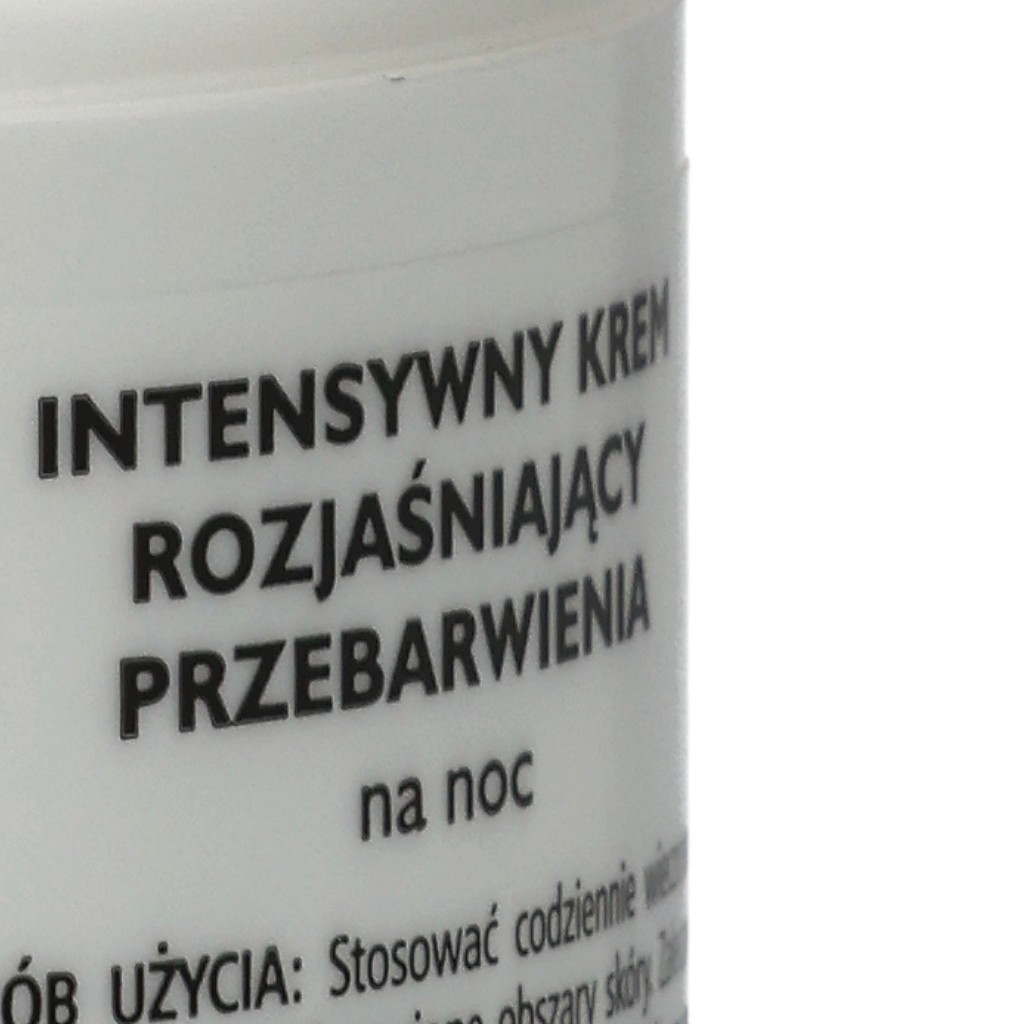 INTENSYWNY KREM
ROZJAŚNIAJĄCY
PRZEBARWIENIA
na noc
UŻYCIA: Stosować codziennie
obszary skóry.